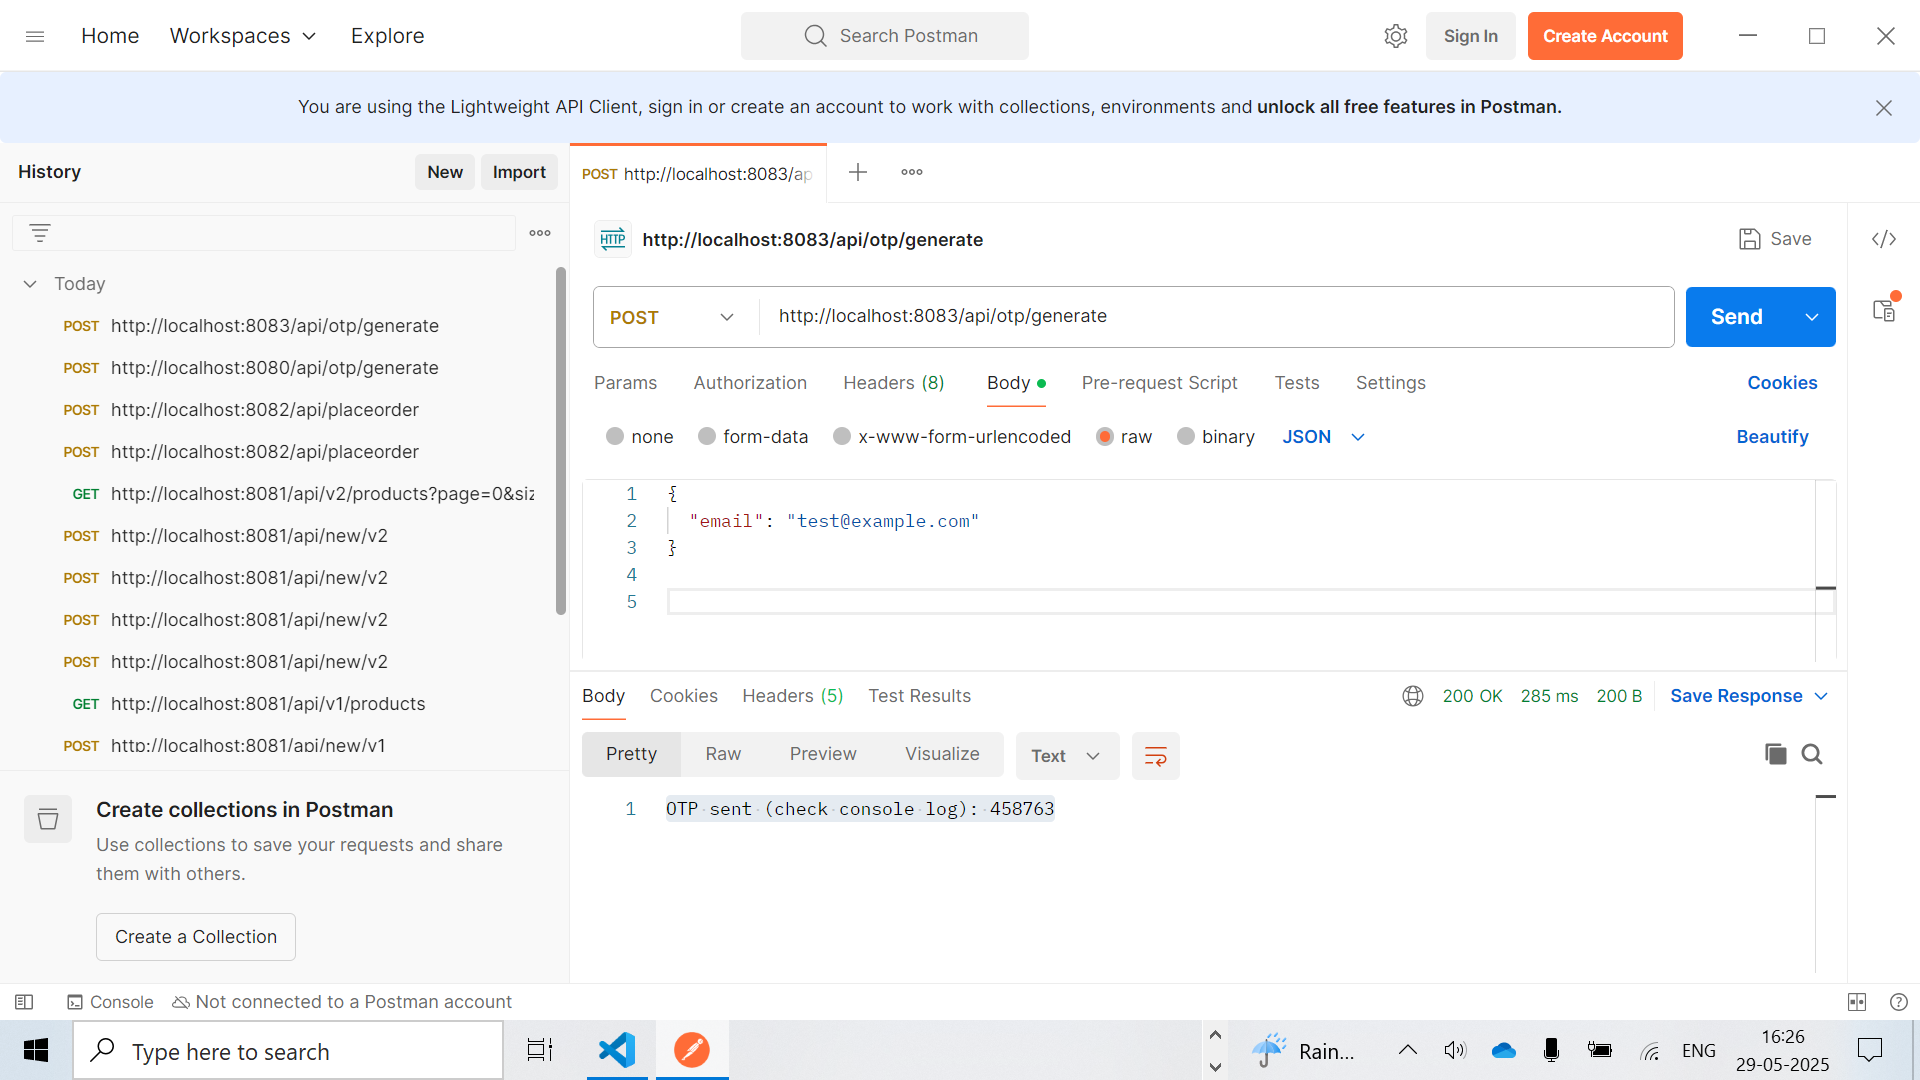 Home
Workspaces
Explore
Search Postman
Sign In
Create Account
You are using the Lightweight API Client, sign in or create an account to work with collections, environments and unlock all free features in Postman.
History
New
Import
POST http://localhost:8083/ap
HTTP http://localhost:8083/api/otp/generate
Save
Today
POST http://localhost:8083/api/otp/generate
POST http://localhost:8080/api/otp/generate
POST http://localhost:8082/api/placeorder
POST http://localhost:8082/api/placeorder
GET http://localhost:8081/api/v2/products?page=0&siz
POST http://localhost:8081/api/new/v2
POST http://localhost:8081/api/new/v2
POST http://localhost:8081/api/new/v2
POST http://localhost:8081/api/new/v2
GET http://localhost:8081/api/v1/products
POST http://localhost:8081/api/new/v1
Create collections in Postman
Use collections to save your requests and share
them with others.
Create a Collection
POST
http://localhost:8083/api/otp/generate
Send
Params
Authorization
Headers (8)
Body
Pre-request Script
Tests
Settings
Cookies
none
form-data
x-www-form-urlencoded
raw
binary
JSON
Beautify
1 {
2 "email": "test@example.com"
3 }
4
5
Body
Cookies
Headers (5)
Test Results
200 OK
285 ms
200 B
Save Response
Pretty
Raw
Preview
Visualize
Text
1 OTP sent (check console log): 458763
Console
Not connected to a Postman account
Type here to search
Rain...
ENG
16:26
29-05-2025